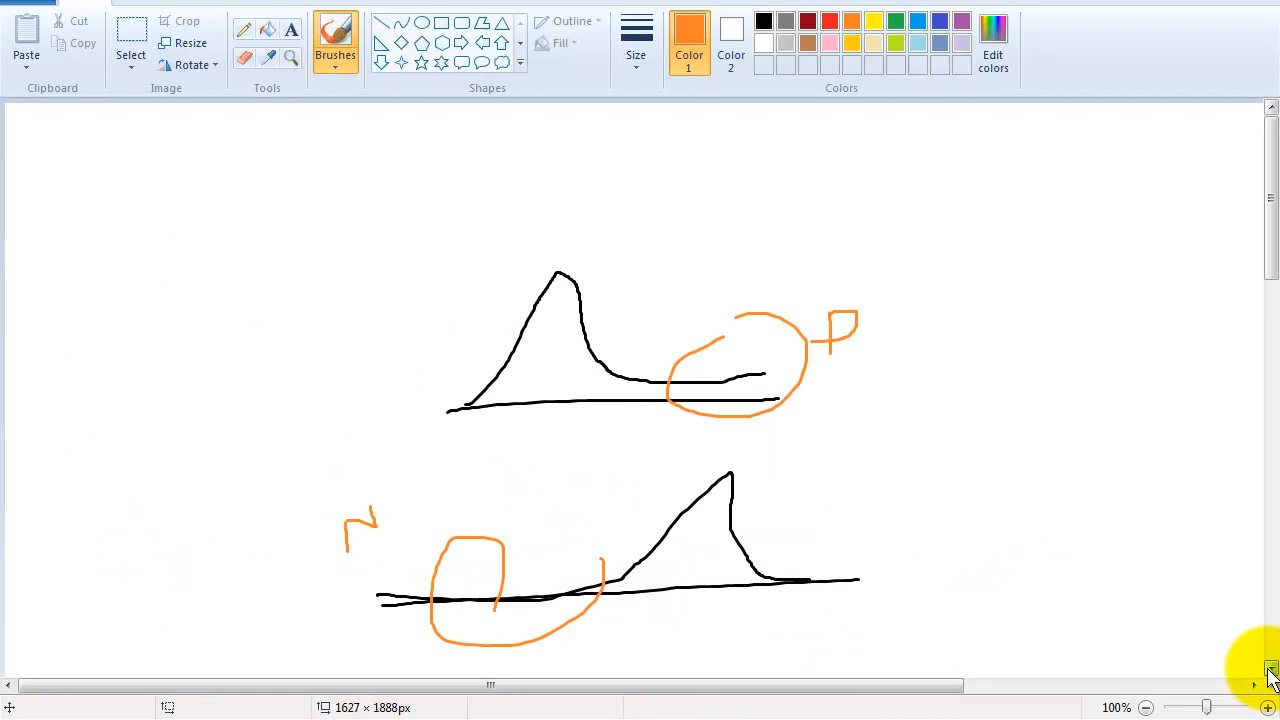 Cut
Copy
Paste
Clipboard
Crop
Resize
Rotate
Select
Image
A
Tools
Brushes
Outline
Fill
Shapes
Size
Color 1
Color 2
Edit colors
Colors
P
N
1627 × 1888px
100%